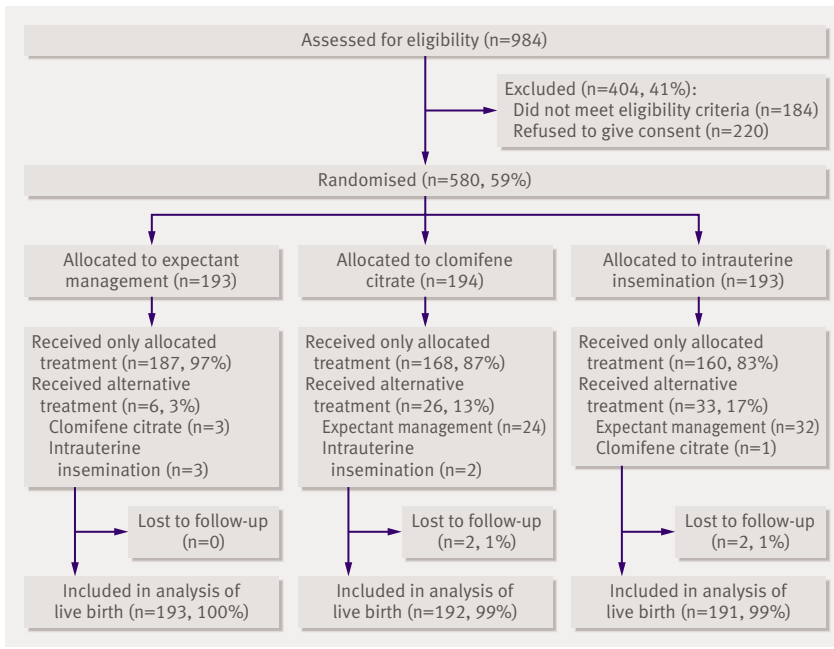 Assessed for eligibility (n=984)
Excluded (n=404, 41%):
Did not meet eligibility criteria (n=184)
Refused to give consent (n=220)
Randomised (n=580, 59%)
Allocated to expectant
management (n=193)
Received only allocated
treatment (n=187, 97%)
Received alternative
treatment (n=6, 3%)
Clomifene citrate (n=3)
Intrauterine
insemination (n=3)
Lost to follow-up
(n=0)
Included in analysis of
live birth (n=193, 100%)
Allocated to clomifene
citrate (n=194)
Received only allocated
treatment (n=168, 87%)
Received alternative
treatment (n=26, 13%)
Expectant management (n=24)
Intrauterine
insemination (n=2)
Lost to follow-up
(n=2, 1%)
Included in analysis of
live birth (n=192, 99%)
Allocated to intrauterine
insemination (n=193)
Received only allocated
treatment (n=160, 83%)
Received alternative
treatment (n=33, 17%)
Expectant management (n=32)
Clomifene citrate (n=1)
Lost to follow-up
(n=2, 1%)
Included in analysis of
live birth (n=191, 99%)